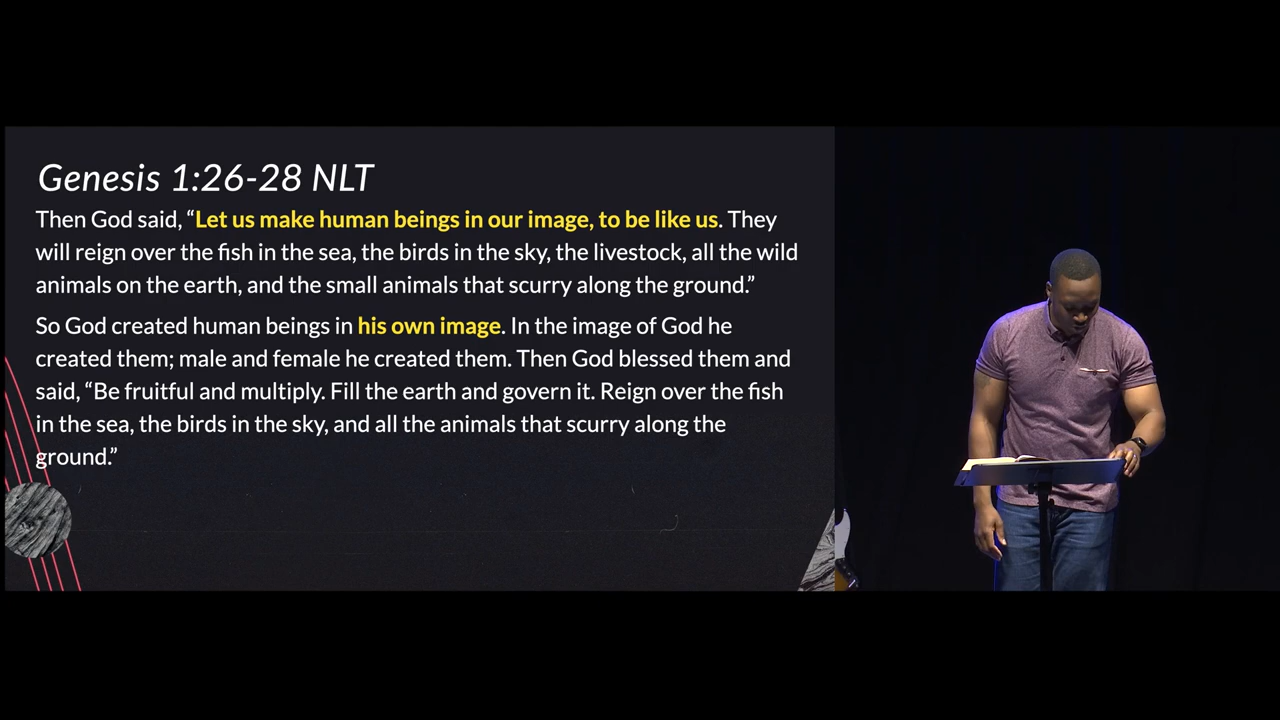 Genesis 1:26-28 NLT
Then God said, “Let us make human beings in our image, to be like us. They
will reign over the fish in the sea, the birds in the sky, the livestock, all the wild
animals on the earth, and the small animals that scurry along the ground.”
So God created human beings in his own image. In the image of God he
created them; male and female he created them. Then God blessed them and
said, “Be fruitful and multiply. Fill the earth and govern it. Reign over the fish
in the sea, the birds in the sky, and all the animals that scurry along the
ground.”